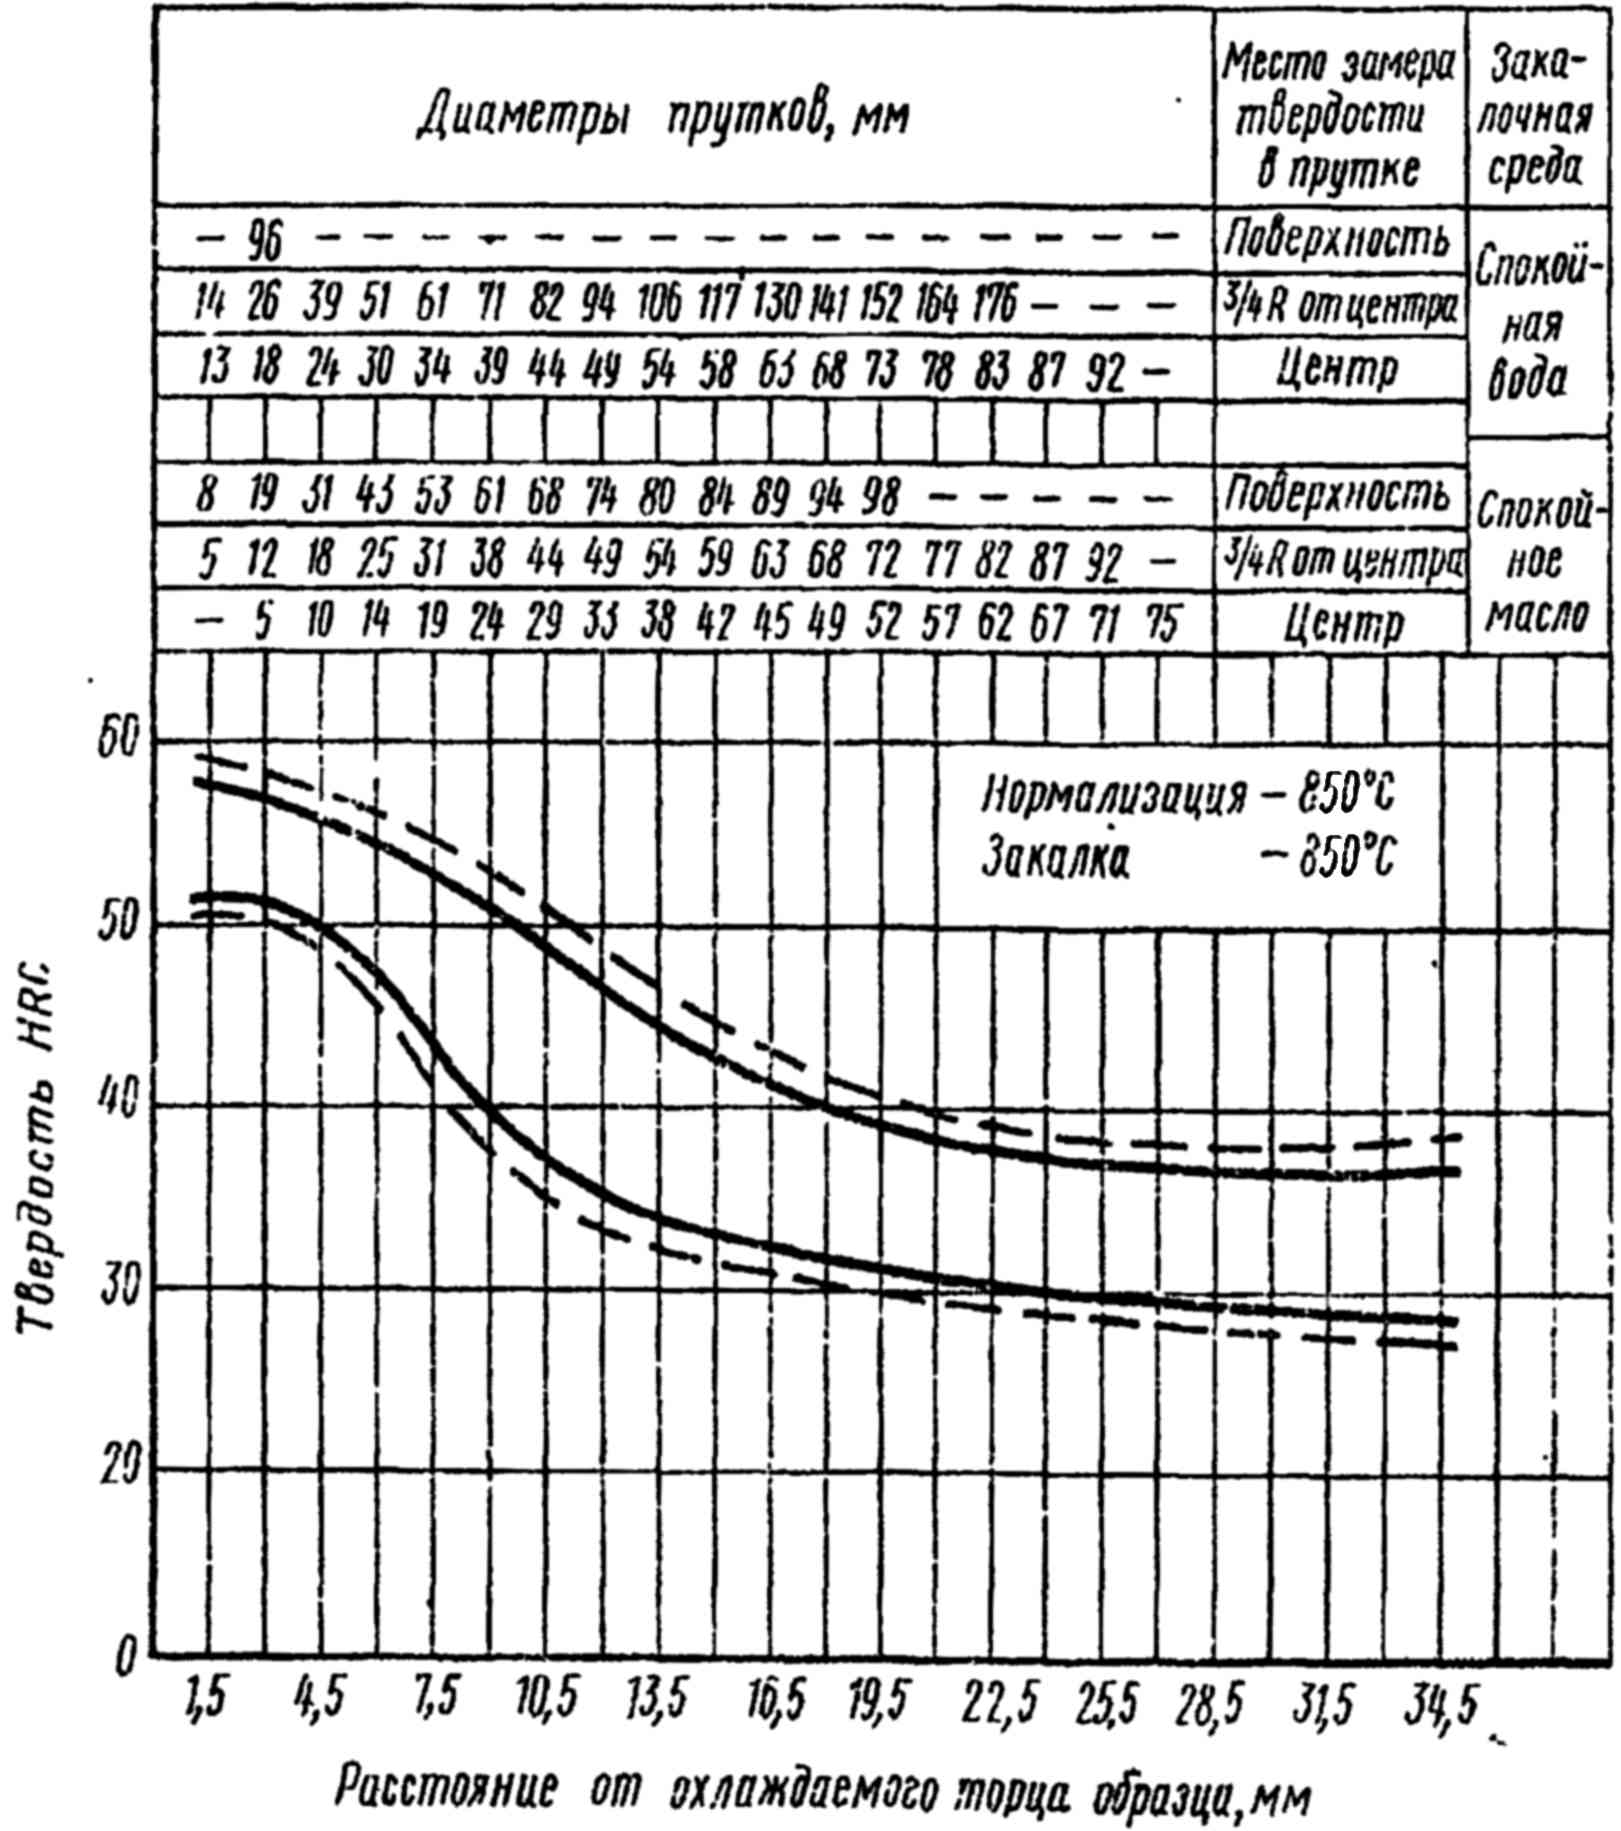 Диаметры прутков, мм
Место замера
твердости
в прутке
Зака-
лочная
среда
– 96 – – – – – – – – – – – – – – – – Поверхность
14 26 39 51 61 71 82 94 106 117 130 141 152 164 176 – – – 3/4 R от центра
13 18 24 30 34 39 44 49 54 58 63 68 73 78 83 87 92 – Центр
Спокой-
ная
вода
8 19 31 43 53 61 68 74 80 84 89 94 98 – – – – – Поверхность
5 12 18 25 31 38 44 49 54 59 63 68 72 77 82 87 92 – 3/4 R от центра
– 5 10 14 19 24 29 33 38 42 45 49 52 57 62 67 71 75 Центр
Спокой-
ное
масло
Нормализация – 850°С
Закалка – 850°С
Твердость HRC
60
50
40
30
20
0
1,5 4,5 7,5 10,5 13,5 16,5 19,5 22,5 25,5 28,5 31,5 34,5
Расстояние от охлаждаемого торца образца, мм